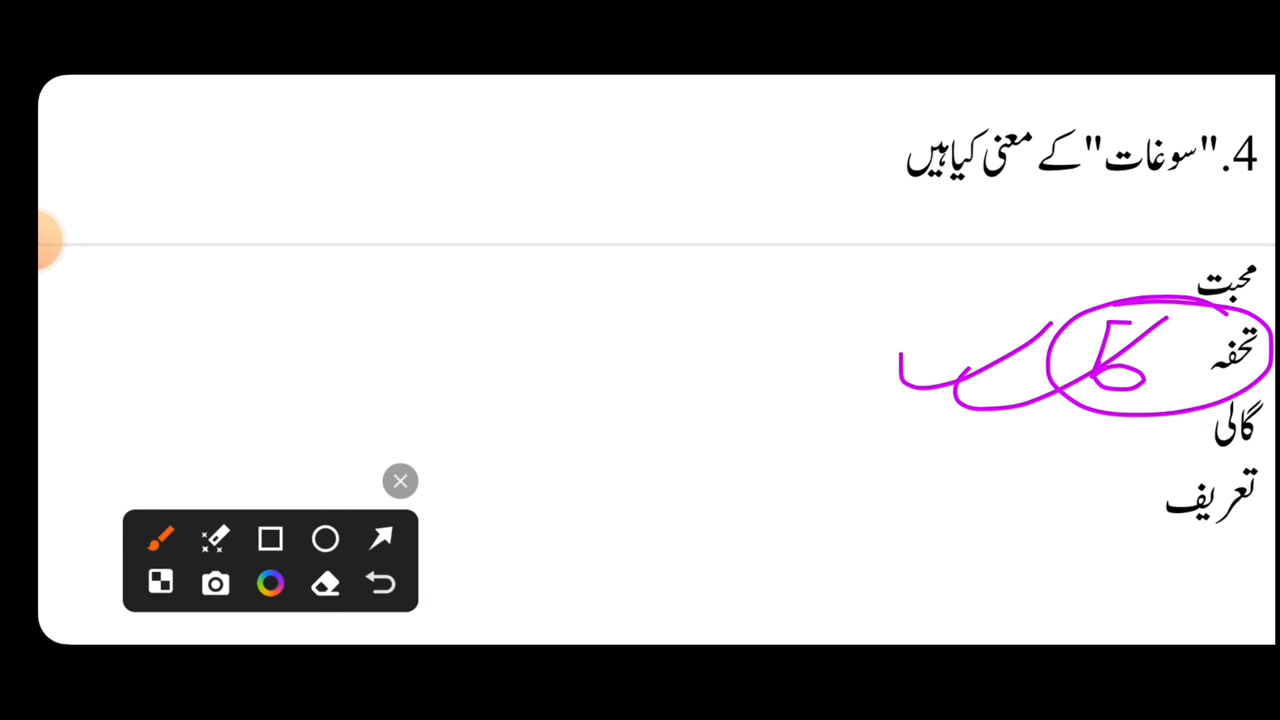 4. "سوغات" کے معنی کیا ہیں
محبت
تحفہ
گالی
تعریف